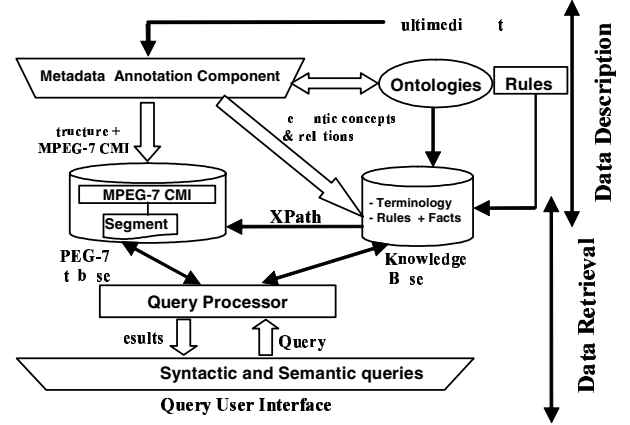 ultimedi t
Metadata Annotation Component
Ontologies
Rules
Data Description
e ntic concepts
& rel tions
tructure +
MPEG-7 CMI
MPEG-7 CMI
Segment
- Terminology
- Rules + Facts
XPath
PEG-7
t b se
Knowledge
B se
Data Retrieval
Query Processor
esults
Query
Syntactic and Semantic queries
Query User Interface